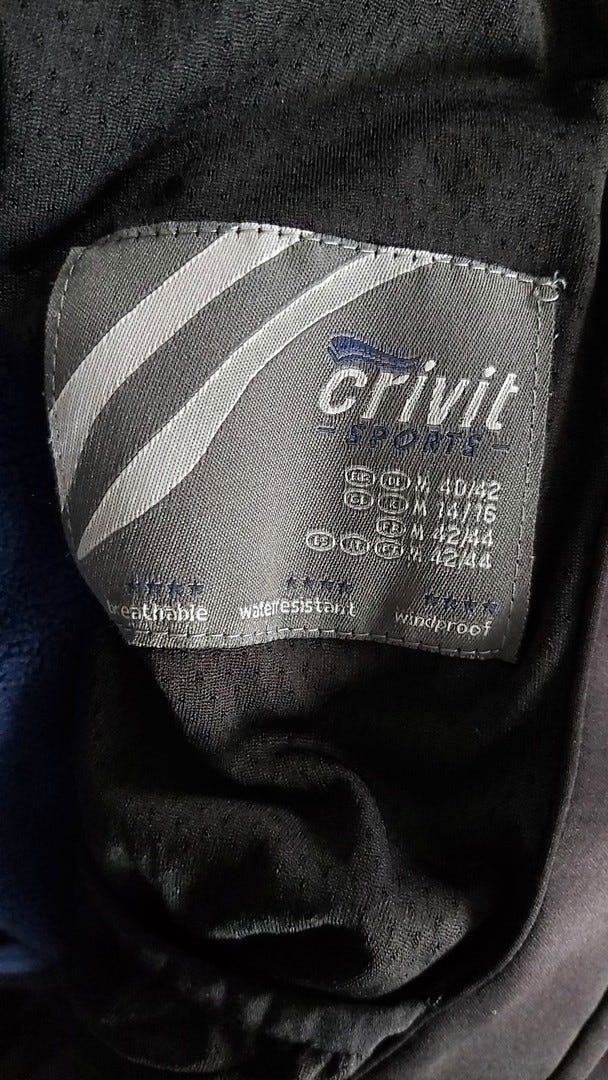 crivit
- SPORTS -
M 40/42
M 14/16
M 42/44
M 42/44
breathable waterresistant windproof